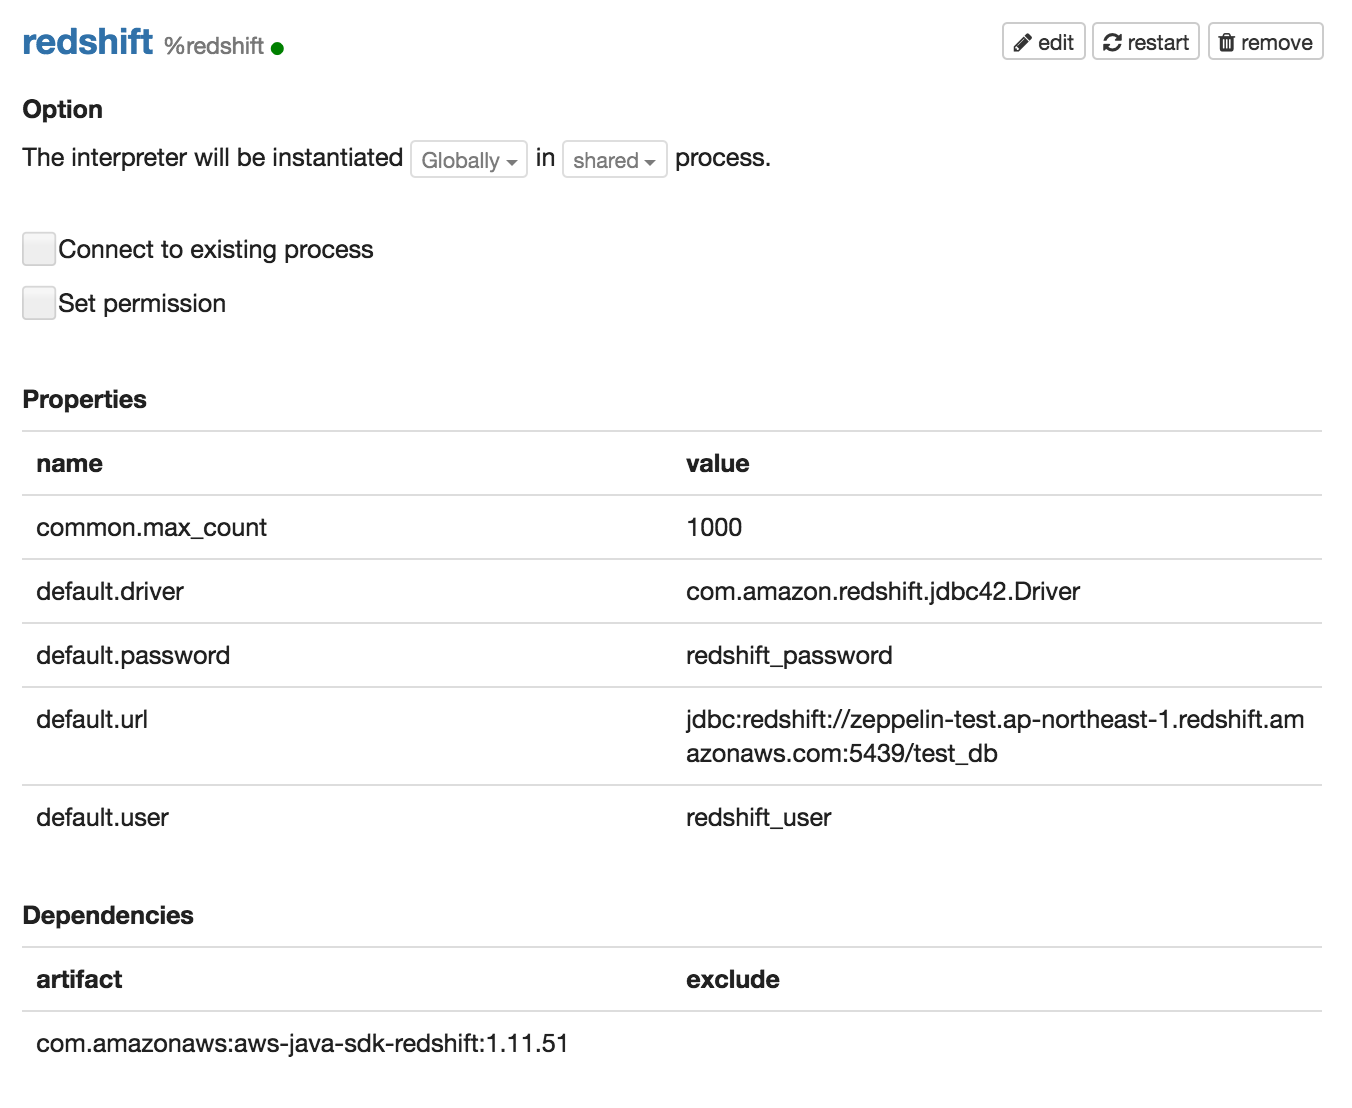 redshift %redshift
edit restart remove
Option
The interpreter will be instantiated Globally in shared process.
Connect to existing process
Set permission
Properties
name value
common.max_count 1000
default.driver com.amazon.redshift.jdbc42.Driver
default.password redshift_password
default.url jdbc:redshift://zeppelin-test.ap-northeast-1.redshift.am
azonaws.com:5439/test_db
default.user redshift_user
Dependencies
artifact exclude
com.amazonaws:aws-java-sdk-redshift:1.11.51